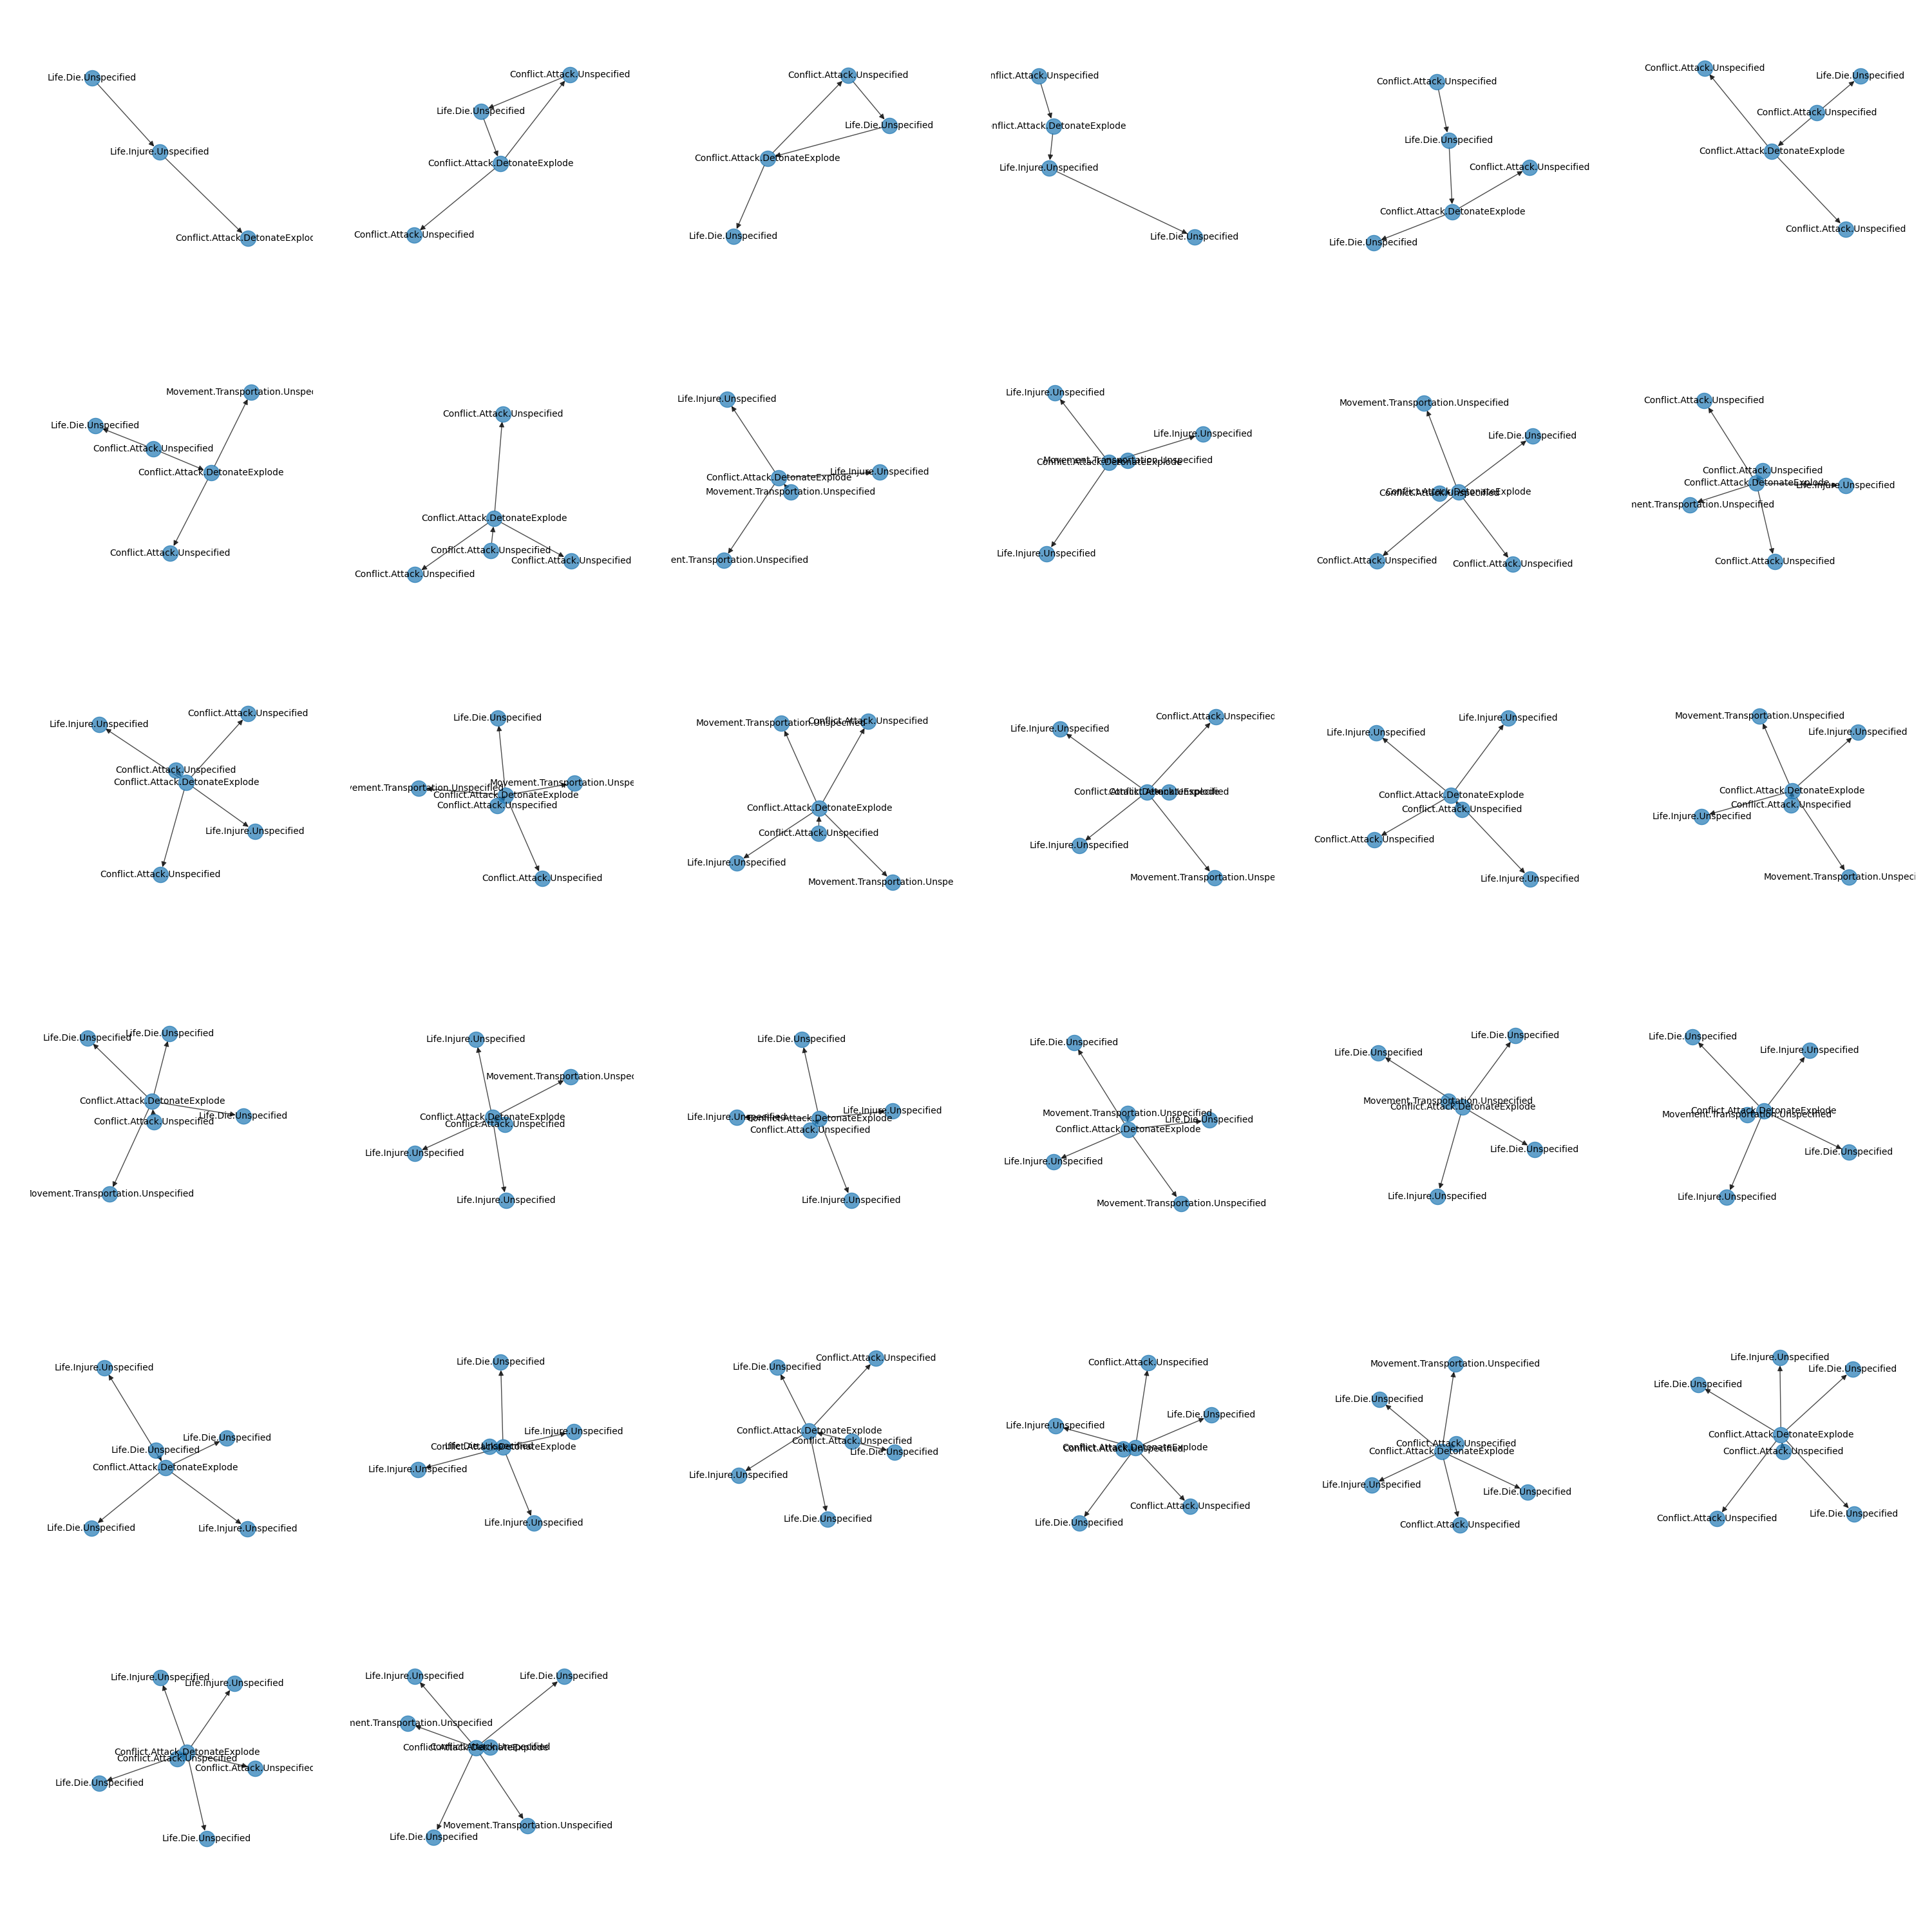 Life.Die.Unspecified
Life.Injure.Unspecified
Conflict.Attack.DetonateExploc
Conflict.Attack.Unspecified
Life.Die.Unspecified
Conflict.Attack.DetonateExplode
Conflict.Attack.Unspecified
Conflict.Attack.Unspecified
Life.Die.Unspecified
Conflict.Attack.DetonateExplode
Life.Die.Unspecified
nflict.Attack.Unspecified
nflict.Attack.DetonateExplode
Life.Injure.Unspecified
Life.Die.Unspecified
Conflict.Attack.Unspecified
Life.Die.Unspecified
Conflict.Attack.Unspecified
Conflict.Attack.DetonateExplode
Life.Die.Unspecified
Conflict.Attack.Unspecified
Life.Die.Unspecified
Conflict.Attack.Unspecified
Conflict.Attack.DetonateExplode
Conflict.Attack.Unspecified
Movement.Transportation.Unspe
Life.Die.Unspecified
Conflict.Attack.Unspecified
Conflict.Attack.DetonateExplode
Conflict.Attack.Unspecified
Conflict.Attack.Unspecified
Conflict.Attack.DetonateExplode
Conflict.Attack.Unspecified
Conflict.Attack.Unspecified
Conflict.Attack.Unspecified
Life.Injure.Unspecified
Life.Injure.Unspecified
Conflict.Attack.DetonateExplode
Movement.Transportation.Unspecified
ent.Transportation.Unspecified
Life.Injure.Unspecified
Life.Injure.Unspecified
Movement.Transportation.Unspecified
Conflict.Attack.DetonateExplode
Life.Injure.Unspecified
Movement.Transportation.Unspecified
Life.Die.Unspecified
Conflict.Attack.DetonateExplode
Conflict.Attack.Unspecified
Conflict.Attack.Unspecified
Conflict.Attack.Unspecified
Conflict.Attack.Unspecified
Conflict.Attack.Unspecified
Conflict.Attack.DetonateExplode
Life.Injure.Unspecified
nent.Transportation.Unspecified
Conflict.Attack.Unspecified
Conflict.Attack.Unspecified
Life.Injure.Unspecified
Conflict.Attack.Unspecified
Conflict.Attack.DetonateExplode
Life.Injure.Unspecified
Conflict.Attack.Unspecified
Life.Die.Unspecified
Movement.Transportation.Unspe
vement.Transportation.Unspecified
Conflict.Attack.DetonateExplode
Conflict.Attack.Unspecified
Conflict.Attack.Unspecified
Movement.Transportation.Unspecified
Conflict.Attack.Unspecified
Conflict.Attack.DetonateExplode
Conflict.Attack.Unspecified
Life.Injure.Unspecified
Movement.Transportation.Unspe
Conflict.Attack.Unspecified
Life.Injure.Unspecified
Conflict.Attack.DetonateExplode
Conflict.Attack.Unspecified
Life.Injure.Unspecified
Movement.Transportation.Unspe
Life.Injure.Unspecified
Life.Injure.Unspecified
Conflict.Attack.DetonateExplode
Conflict.Attack.Unspecified
Conflict.Attack.Unspecified
Life.Injure.Unspecified
Movement.Transportation.Unspecified
Life.Injure.Unspecified
Conflict.Attack.DetonateExplode
Conflict.Attack.Unspecified
Life.Injure.Unspecified
Movement.Transportation.Unspeci
Life.Die.Unspecified
Life.Die.Unspecified
Conflict.Attack.DetonateExplode
Life.Die.Unspecified
Conflict.Attack.Unspecified
lovement.Transportation.Unspecified
Life.Injure.Unspecified
Movement.Transportation.Unspec
Conflict.Attack.DetonateExplode
Conflict.Attack.Unspecified
Life.Injure.Unspecified
Life.Injure.Unspecified
Life.Die.Unspecified
Life.Injure.Unspecified
Life.Injure.Unspecified
Conflict.Attack.DetonateExplode
Conflict.Attack.Unspecified
Life.Injure.Unspecified
Life.Die.Unspecified
Movement.Transportation.Unspecified
Life.Die.Unspecified
Conflict.Attack.DetonateExplode
Life.Injure.Unspecified
Movement.Transportation.Unspecified
Life.Die.Unspecified
Life.Die.Unspecified
Movement.Transportation.Unspecified
Conflict.Attack.DetonateExplode
Life.Die.Unspecified
Life.Injure.Unspecified
Life.Die.Unspecified
Life.Injure.Unspecified
Conflict.Attack.DetonateExplode
Movement.Transportation.Unspecified
Life.Die.Unspecified
Life.Injure.Unspecified
Life.Injure.Unspecified
Life.Die.Unspecified
Life.Die.Unspecified
Conflict.Attack.DetonateExplode
Life.Die.Unspecified
Life.Injure.Unspecified
Life.Die.Unspecified
Life.Injure.Unspecified
Life.Die.Unspecified
Conflict.Attack.DetonateExplode
Life.Injure.Unspecified
Life.Injure.Unspecified
Conflict.Attack.Unspecified
Life.Die.Unspecified
Conflict.Attack.DetonateExplode
Conflict.Attack.Unspecified
Life.Die.Unspecified
Life.Injure.Unspecified
Life.Die.Unspecified
Conflict.Attack.Unspecified
Life.Die.Unspecified
Life.Injure.Unspecified
Conflict.Attack.DetonateExplode
Conflict.Attack.Unspecified
Conflict.Attack.Unspecified
Life.Die.Unspecified
Movement.Transportation.Unspecified
Life.Die.Unspecified
Conflict.Attack.Unspecified
Conflict.Attack.DetonateExplode
Life.Injure.Unspecified
Life.Die.Unspecified
Conflict.Attack.Unspecified
Life.Injure.Unspecified
Life.Die.Unspecified
Life.Die.Unspecified
Conflict.Attack.DetonateExplode
Conflict.Attack.Unspecified
Life.Die.Unspecified
Conflict.Attack.Unspecified
Life.Injure.Unspecified
Life.Injure.Unspecified
Conflict.Attack.DetonateExplode
Conflict.Attack.Unspecified
Conflict.Attack.Unspecified
Life.Die.Unspecified
Life.Die.Unspecified
Life.Injure.Unspecified
Life.Die.Unspecified
nent.Transportation.Unspecified
Conflict.Attack.DetonateExplode
Conflict.Attack.Unspecified
Movement.Transportation.Unspecified
Life.Die.Unspecified